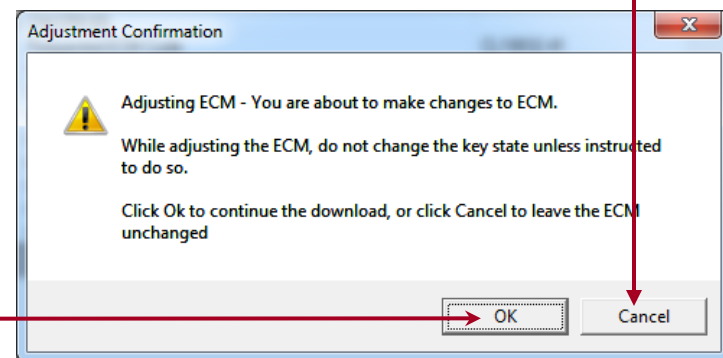 Adjustment Confirmation
Adjusting ECM - You are about to make changes to ECM.
While adjusting the ECM, do not change the key state unless instructed
to do so.
Click Ok to continue the download, or click Cancel to leave the ECM
unchanged
OK
Cancel